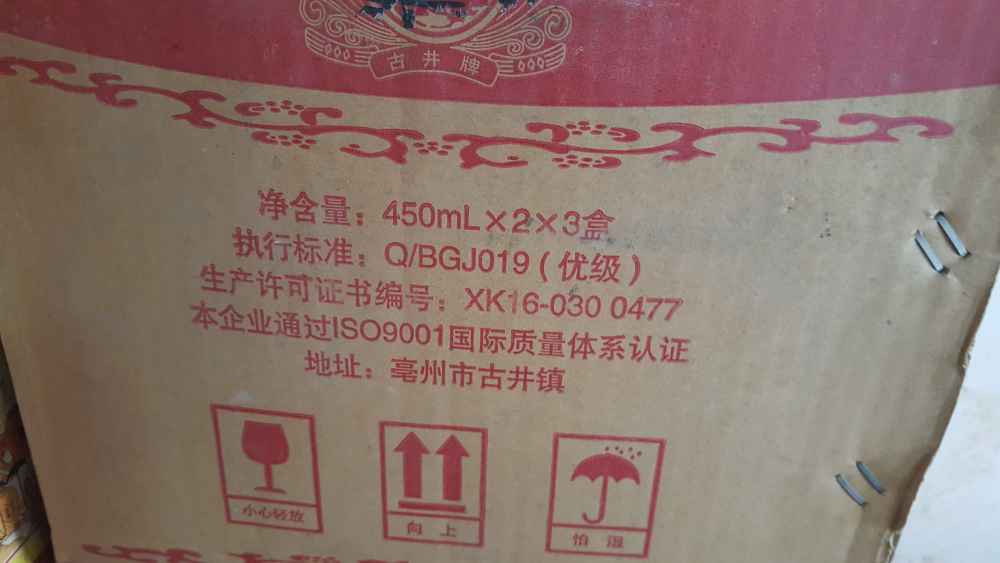 古井牌
净含量：450mL×2×3盒
执行标准：Q/BGJ019（优级）
生产许可证书编号：XK16-030 0477
本企业通过ISO9001国际质量体系认证
地址：亳州市古井镇
小心轻放
向上
怕湿